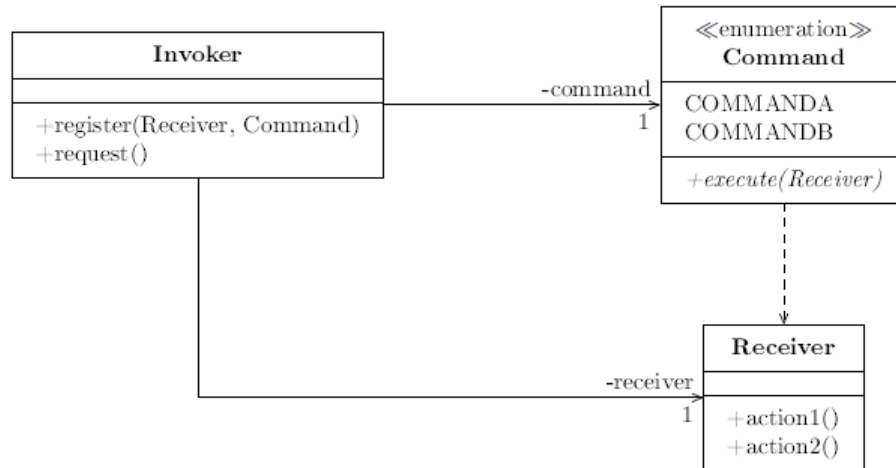 Invoker
+register(Receiver, Command)
+request()
-command
1
≪enumeration≫
Command
COMMANDA
COMMANDB
+execute(Receiver)
-receiver
1
Receiver
+action1()
+action2()